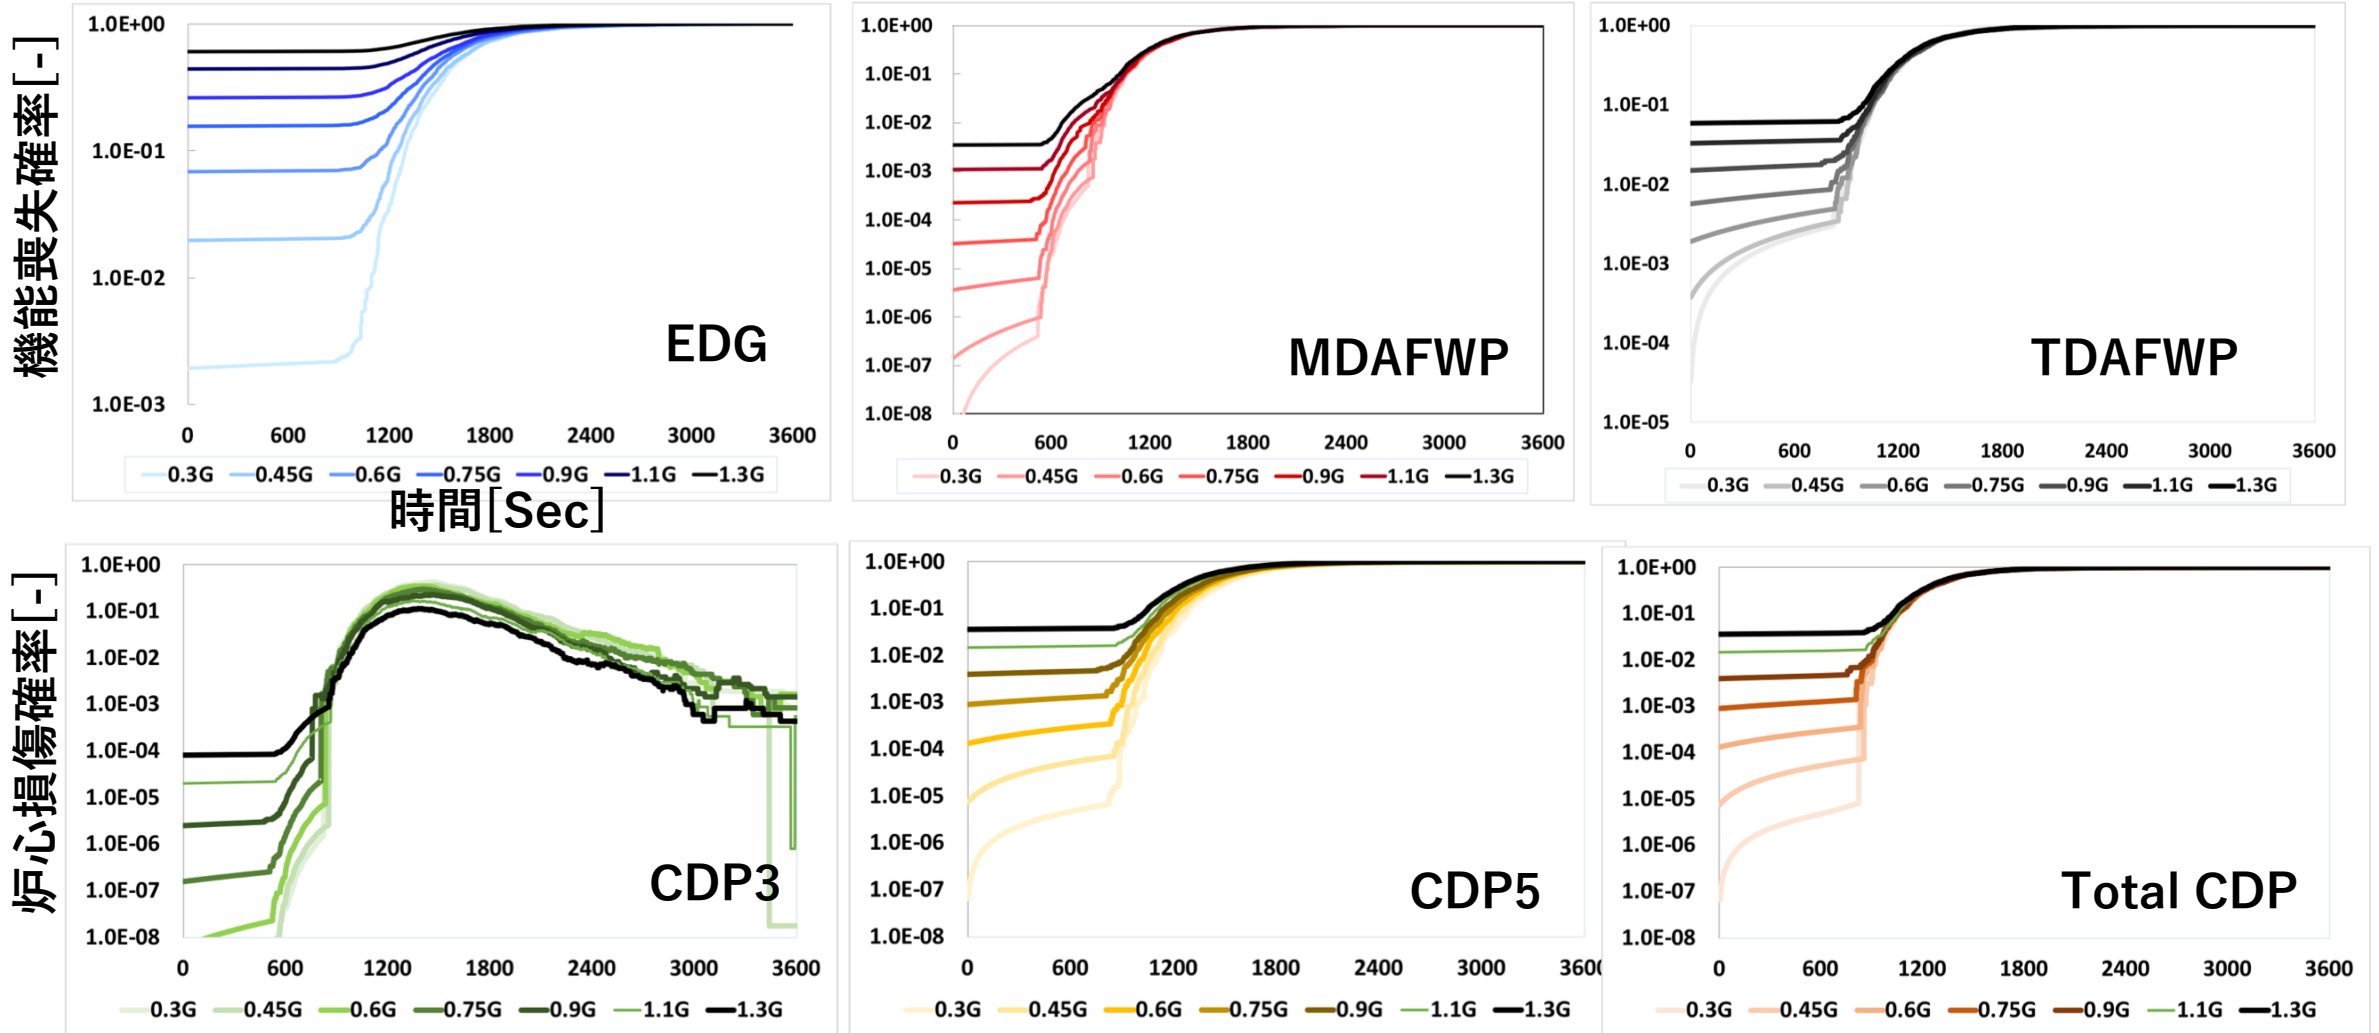 機能喪失確率[-]
1.0E+00
1.0E-01
1.0E-02
1.0E-03
0 600 1200 1800 2400 3000 3600
EDG
0.3G 0.45G 0.6G 0.75G 0.9G 1.1G 1.3G
時間[Sec]
1.0E+00
1.0E-01
1.0E-02
1.0E-03
1.0E-04
1.0E-05
1.0E-06
1.0E-07
1.0E-08
0 600 1200 1800 2400 3000 3600
MDAFWP
0.3G 0.45G 0.6G 0.75G 0.9G 1.1G 1.3G
1.0E+00
1.0E-01
1.0E-02
1.0E-03
1.0E-04
1.0E-05
0 600 1200 1800 2400 3000 3600
TDAFWP
0.3G 0.45G 0.6G 0.75G 0.9G 1.1G 1.3G
炉心損傷確率[-]
1.0E+00
1.0E-01
1.0E-02
1.0E-03
1.0E-04
1.0E-05
1.0E-06
1.0E-07
1.0E-08
0 600 1200 1800 2400 3000 3600
CDP3
0.3G 0.45G 0.6G 0.75G 0.9G 1.1G 1.3G
1.0E+00
1.0E-01
1.0E-02
1.0E-03
1.0E-04
1.0E-05
1.0E-06
1.0E-07
1.0E-08
0 600 1200 1800 2400 3000 3600
CDP5
0.3G 0.45G 0.6G 0.75G 0.9G 1.1G 1.3G
1.0E+00
1.0E-01
1.0E-02
1.0E-03
1.0E-04
1.0E-05
1.0E-06
1.0E-07
1.0E-08
0 600 1200 1800 2400 3000 3600
Total CDP
0.3G 0.45G 0.6G 0.75G 0.9G 1.1G 1.3G